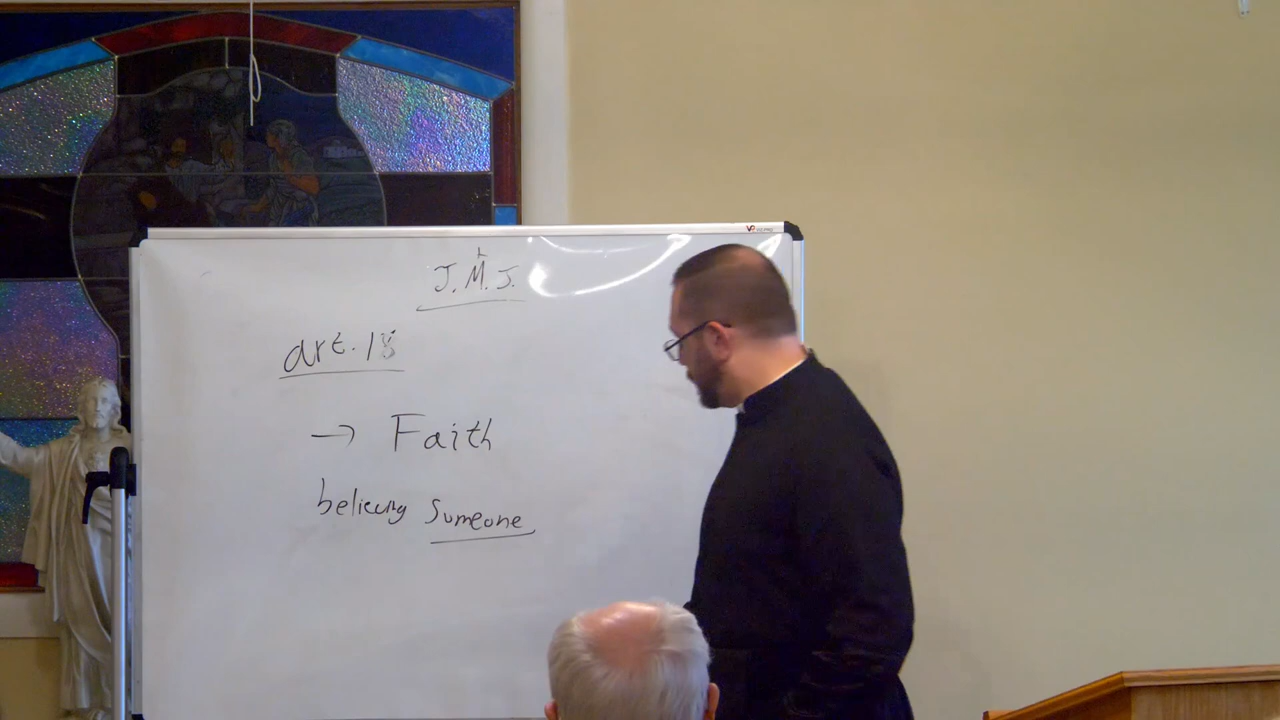 J.M.J.
art. 18
→ Faith
believing someone